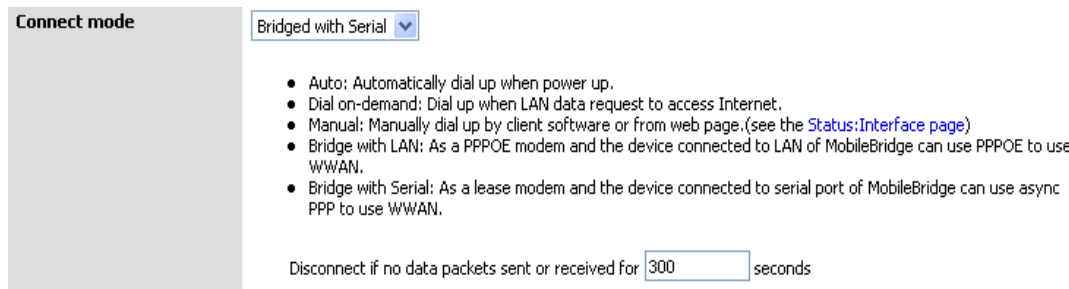 Connect mode
Bridged with Serial
● Auto: Automatically dial up when power up.
● Dial on-demand: Dial up when LAN data request to access Internet.
● Manual: Manually dial up by client software or from web page.(see the Status:Interface page)
● Bridge with LAN: As a PPPOE modem and the device connected to LAN of MobileBridge can use PPPOE to use
WWAN.
● Bridge with Serial: As a lease modem and the device connected to serial port of MobileBridge can use async
PPP to use WWAN.
Disconnect if no data packets sent or received for 300 seconds